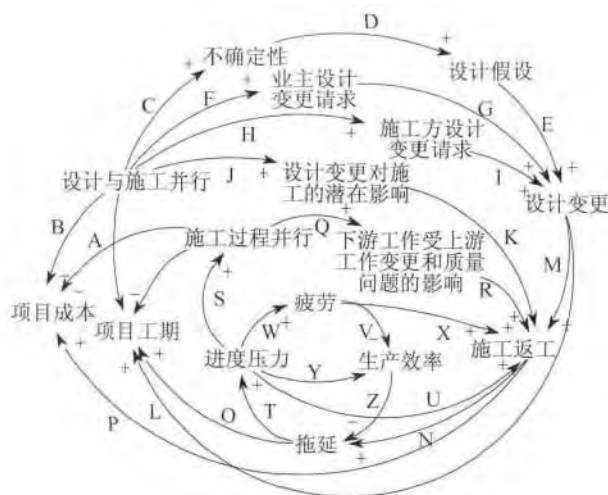 D
+
不确定性
+
设计假设
+
C
F
业主设计
变更请求
+
G
E
H
+
施工方设计
变更请求
设计与施工并行
J
+
设计变更对施
工的潜在影响
I
+
+
+
设计变更
B
A
施工过程并行
Q
+
下游工作受上游
工作变更和质量
问题的影响
K
M
R
S
+
-
-
-
项目成本
+
项目工期
+
+
疲劳
W
+
V
-
X
+
+
+
+
施工返工
进度压力
+
Y
生产效率
+
T
Z
U
-
O
拖延
+
N
P
L